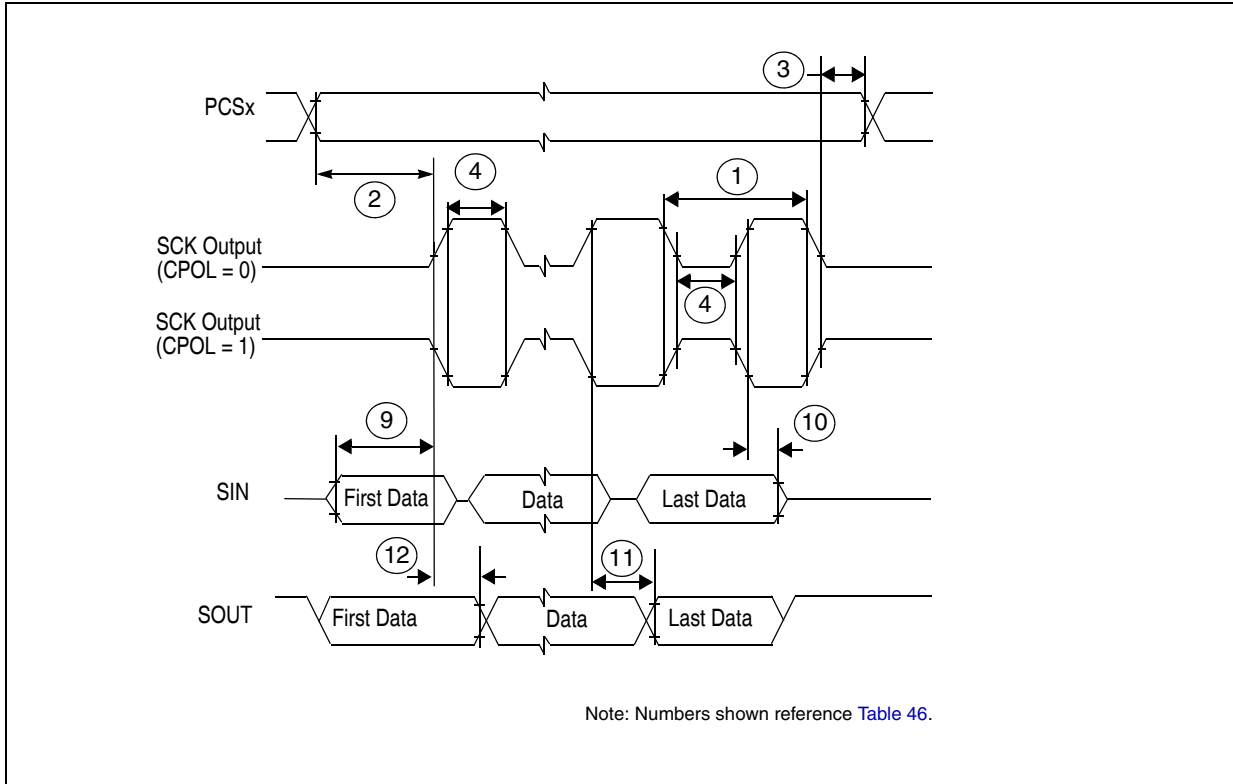 3
PCSx
2
4
1
SCK Output
(CPOL = 0)
4
SCK Output
(CPOL = 1)
9
10
SIN
First Data
Data
Last Data
12
11
SOUT
First Data
Data
Last Data
Note: Numbers shown reference Table 46.